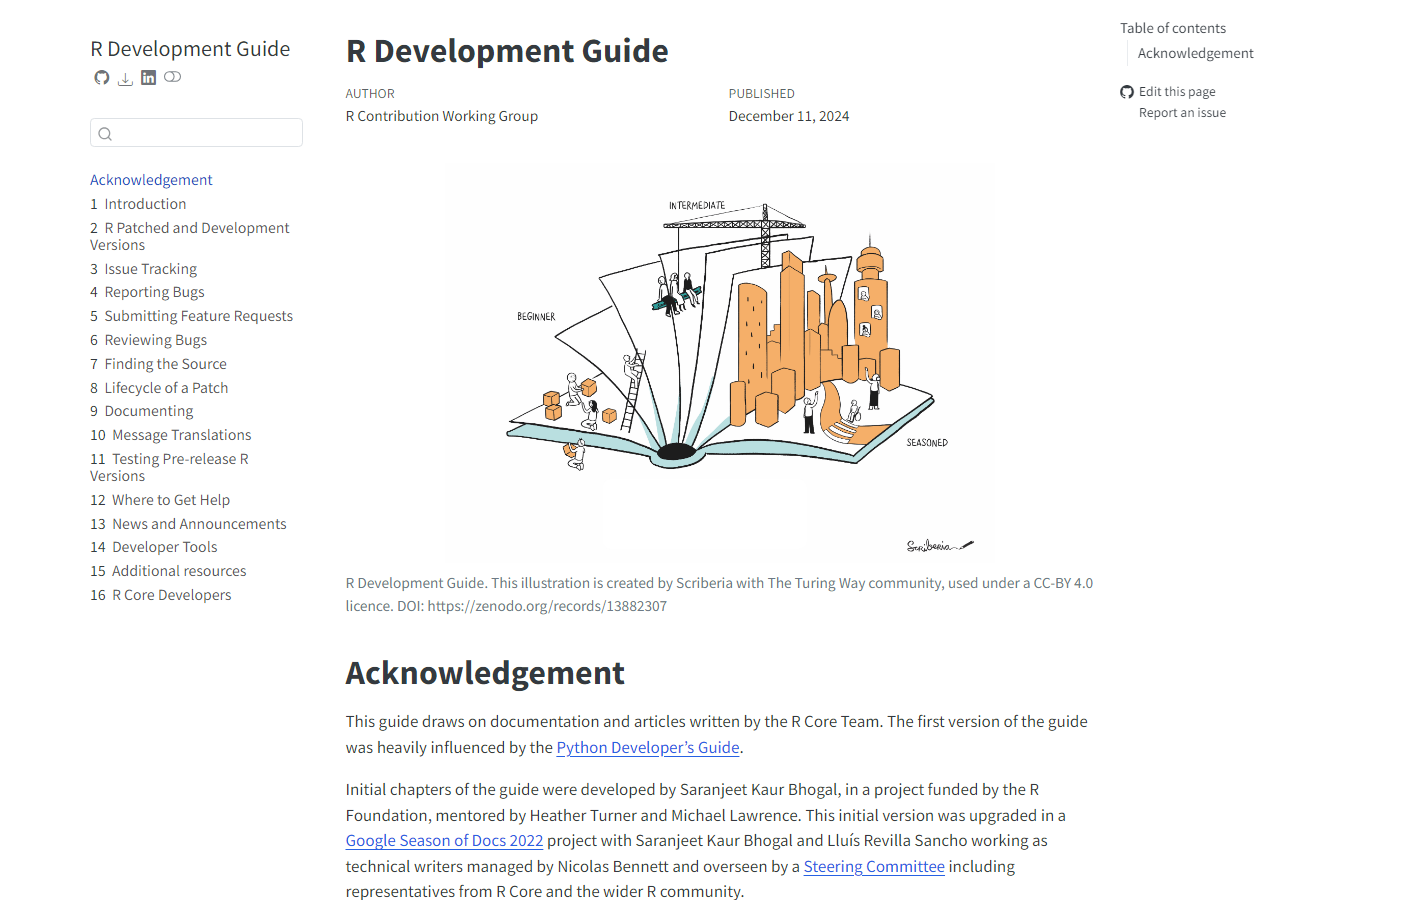 R Development Guide
Acknowledgement
1 Introduction
2 R Patched and Development
Versions
3 Issue Tracking
4 Reporting Bugs
5 Submitting Feature Requests
6 Reviewing Bugs
7 Finding the Source
8 Lifecycle of a Patch
9 Documenting
10 Message Translations
11 Testing Pre-release R
Versions
12 Where to Get Help
13 News and Announcements
14 Developer Tools
15 Additional resources
16 R Core Developers
R Development Guide
AUTHOR
R Contribution Working Group
PUBLISHED
December 11, 2024
INTERMEDIATE
BEGINNER
SEASONED
Scriberia
R Development Guide. This illustration is created by Scriberia with The Turing Way community, used under a CC-BY 4.0
licence. DOI: https://zenodo.org/records/13882307
Acknowledgement
This guide draws on documentation and articles written by the R Core Team. The first version of the guide
was heavily influenced by the Python Developer’s Guide.
Initial chapters of the guide were developed by Saranjeet Kaur Bhogal, in a project funded by the R
Foundation, mentored by Heather Turner and Michael Lawrence. This initial version was upgraded in a
Google Season of Docs 2022 project with Saranjeet Kaur Bhogal and Lluís Revilla Sancho working as
technical writers managed by Nicolas Bennett and overseen by a Steering Committee including
representatives from R Core and the wider R community.
Table of contents
Acknowledgement
Edit this page
Report an issue